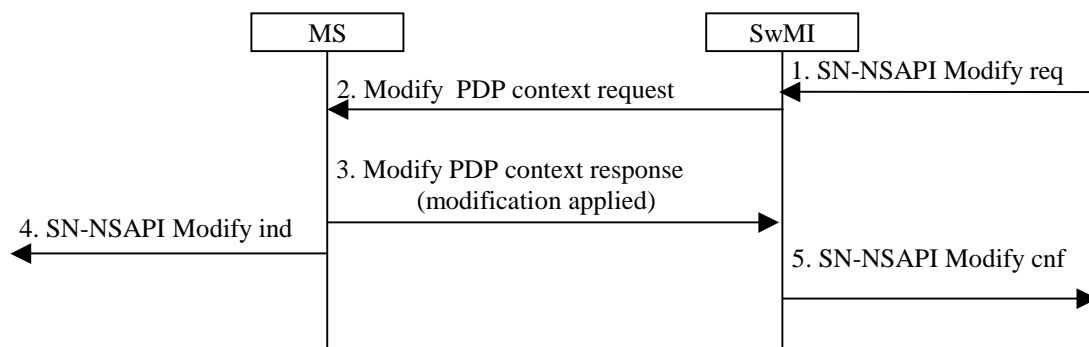 MS
SwMI
1. SN-NSAPI Modify req
2. Modify PDP context request
3. Modify PDP context response
(modification applied)
4. SN-NSAPI Modify ind
5. SN-NSAPI Modify cnf